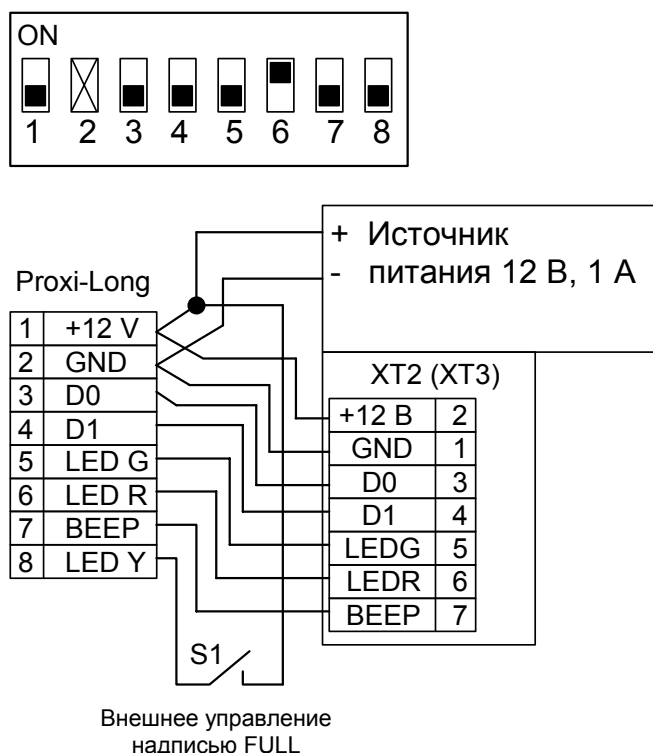 ON
1 2 3 4 5 6 7 8
+ Источник
- питания 12 В, 1 А
Proxi-Long
1 +12 V
2 GND
3 D0
4 D1
5 LED G
6 LED R
7 BEEP
8 LED Y
XT2 (XT3)
+12 В 2
GND 1
D0 3
D1 4
LEDG 5
LEDR 6
BEEP 7
S1
Внешнее управление
надписью FULL